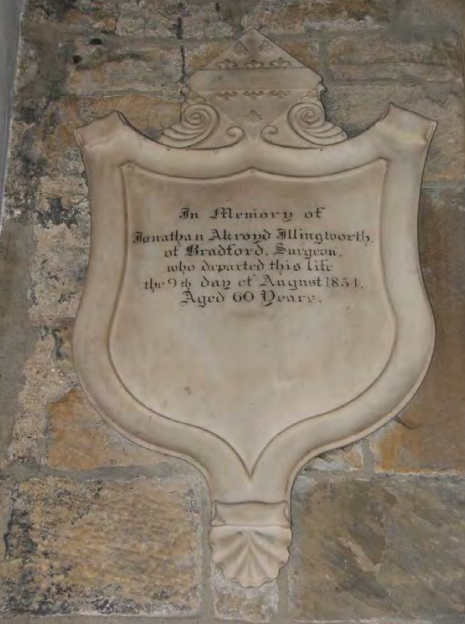 In Memory of
Jonathan Akroyd Illingworth,
of Bradford, Surgeon,
who departed this life
the 9th day of August 1854,
Aged 60 Years.